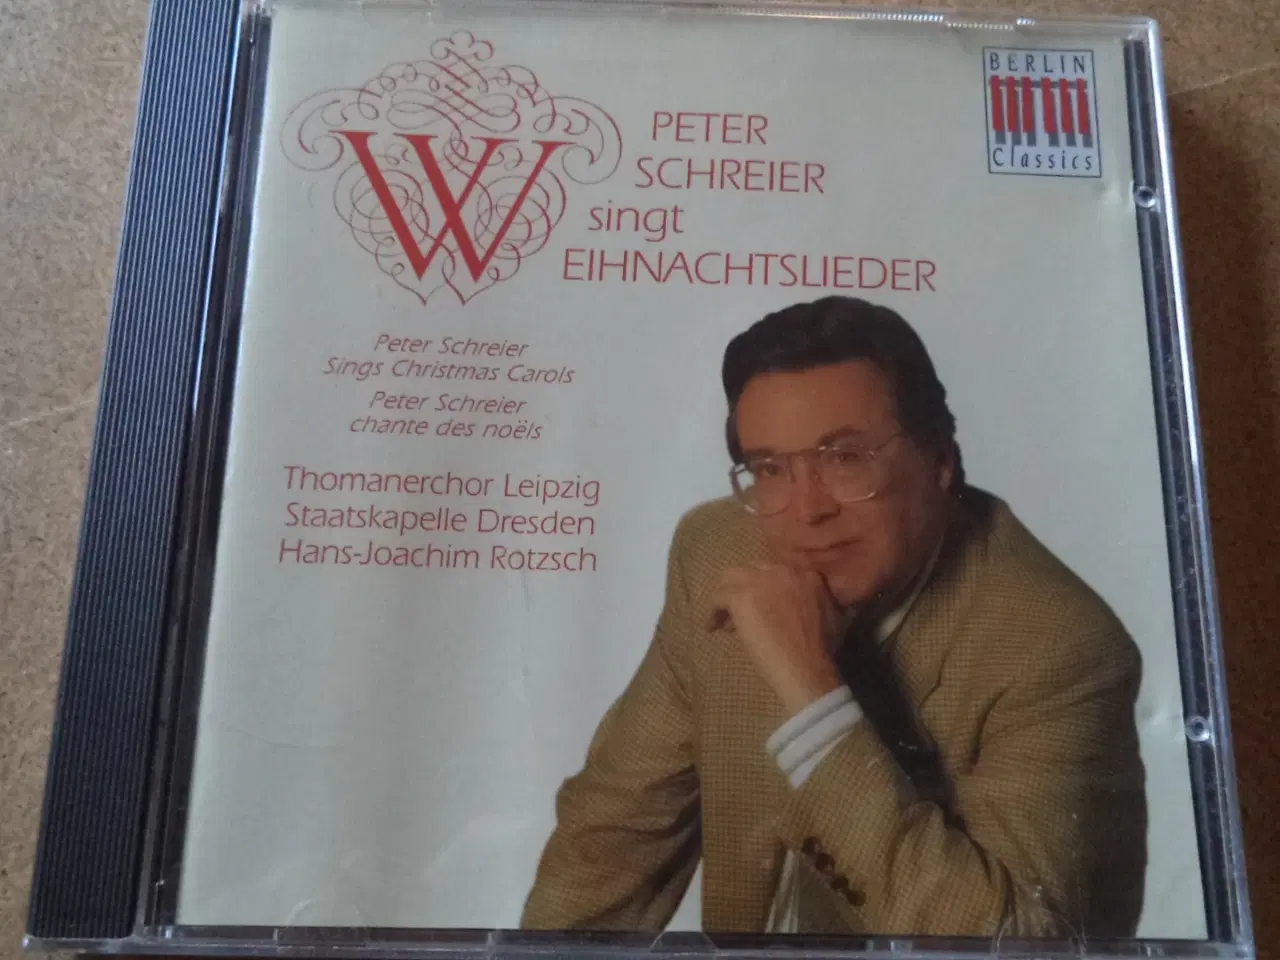 BERLIN
Classics
PETER
SCHREIER
singt
WEIHNACHTSLIEDER
Peter Schreier
Sings Christmas Carols
Peter Schreier
chante des noëls
Thomanerchor Leipzig
Staatskapelle Dresden
Hans-Joachim Rotzsch